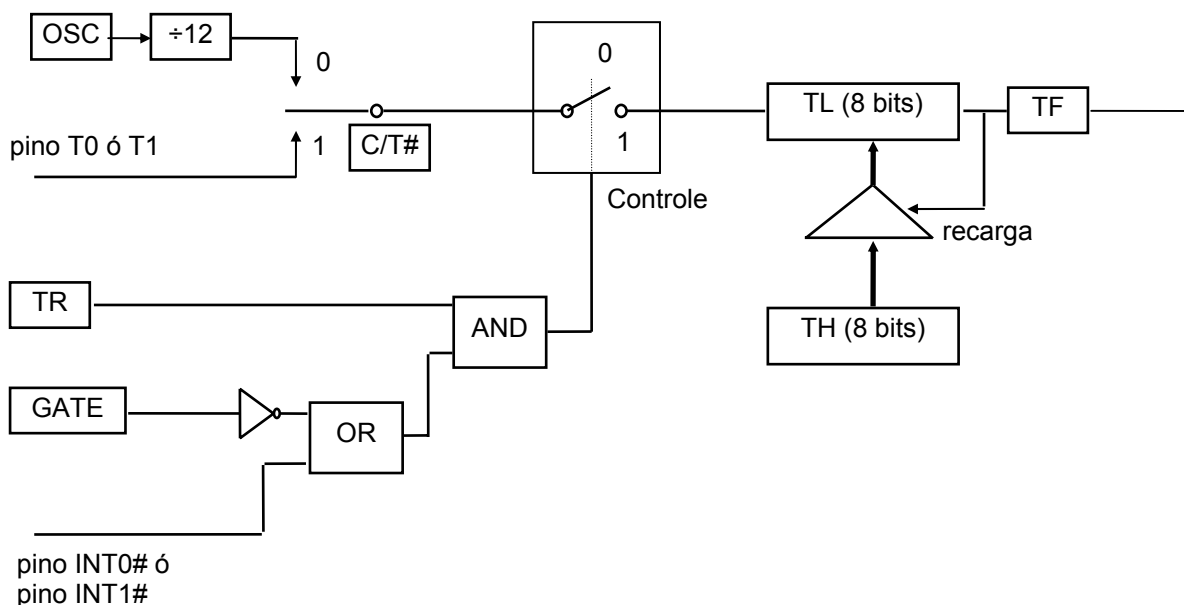 OSC
÷12
0
pino T0 ó T1
1
C/T#
0
1
Controle
TL (8 bits)
TF
recarga
TH (8 bits)
TR
AND
GATE
OR
pino INT0# ó
pino INT1#